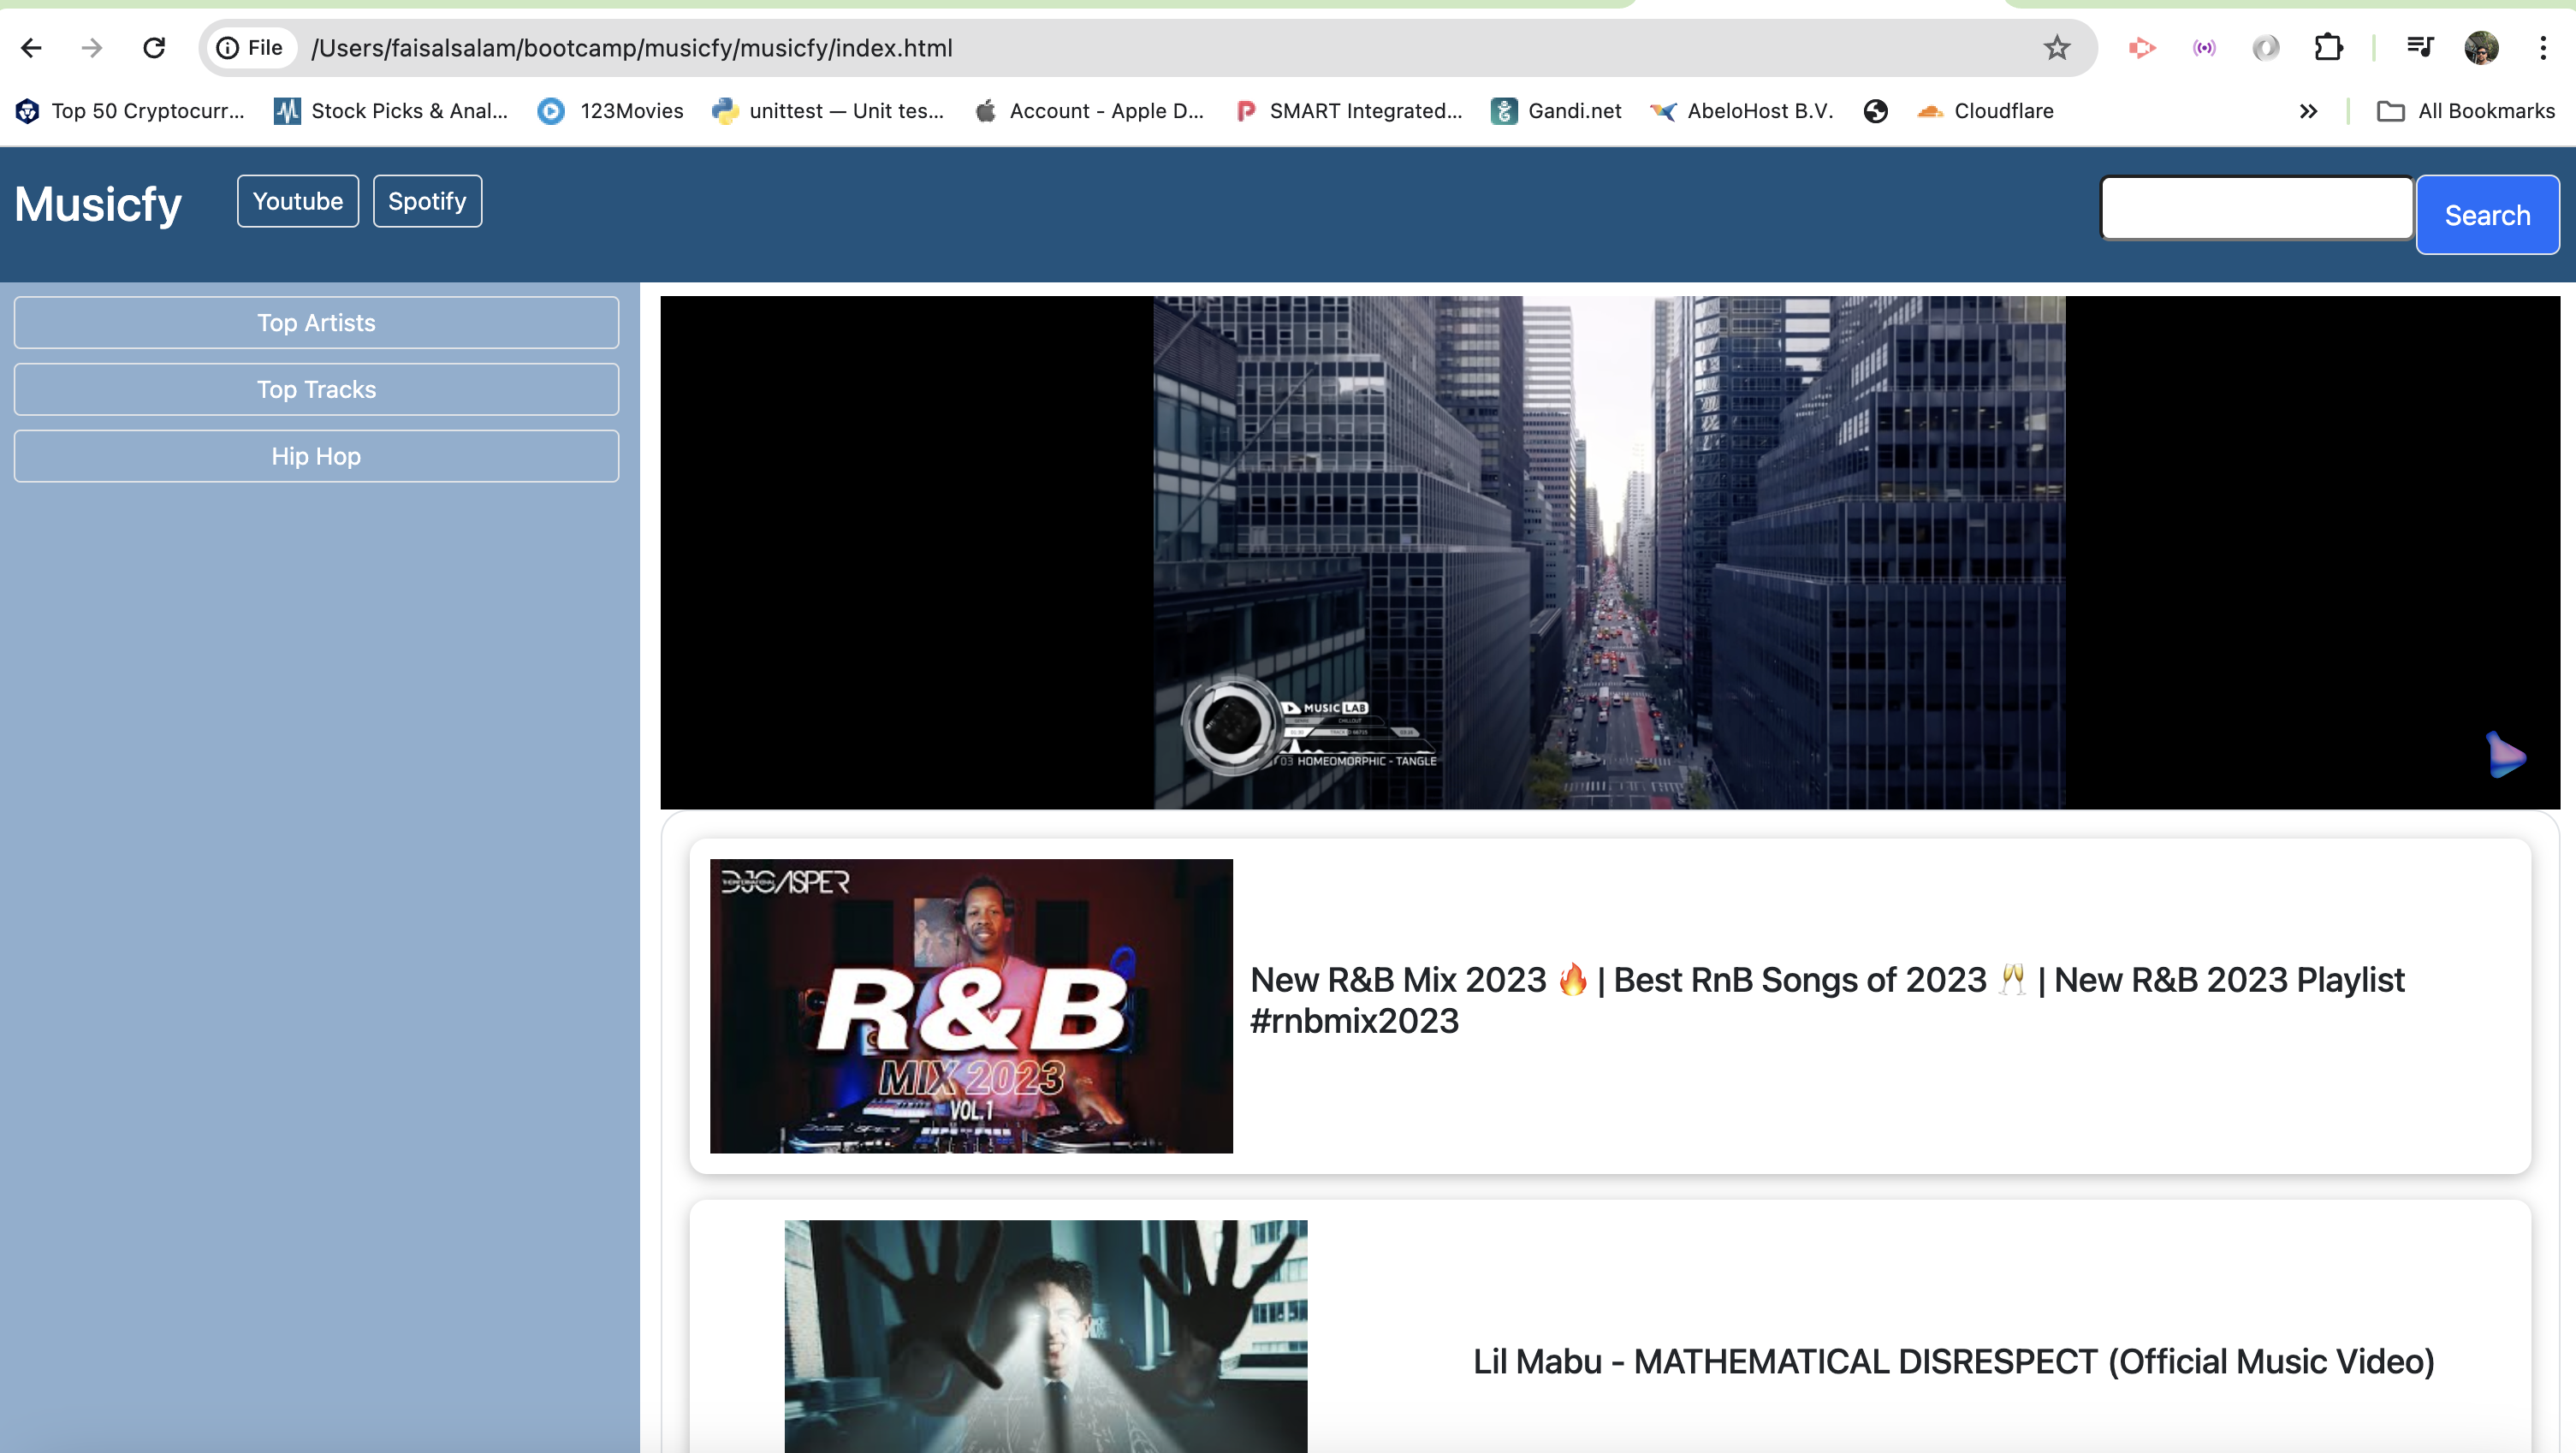 File /Users/faisalsalam/bootcamp/musicfy/musicfy/index.html
Top 50 Cryptocurr... Stock Picks & Anal... 123Movies unittest — Unit tes... Account - Apple D... SMART Integrated... Gandi.net AbeloHost B.V. Cloudflare All Bookmarks
Musicfy Youtube Spotify Search
Top Artists
Top Tracks
Hip Hop
MUSIC LAB
CHILLOUT
03 HOMEOMORPHIC - TANGLE
DJCASPER
R&B
MIX 2023
VOL.1
New R&B Mix 2023 🔥 | Best RnB Songs of 2023 🥂 | New R&B 2023 Playlist
#rnbmix2023
Lil Mabu - MATHEMATICAL DISRESPECT (Official Music Video)